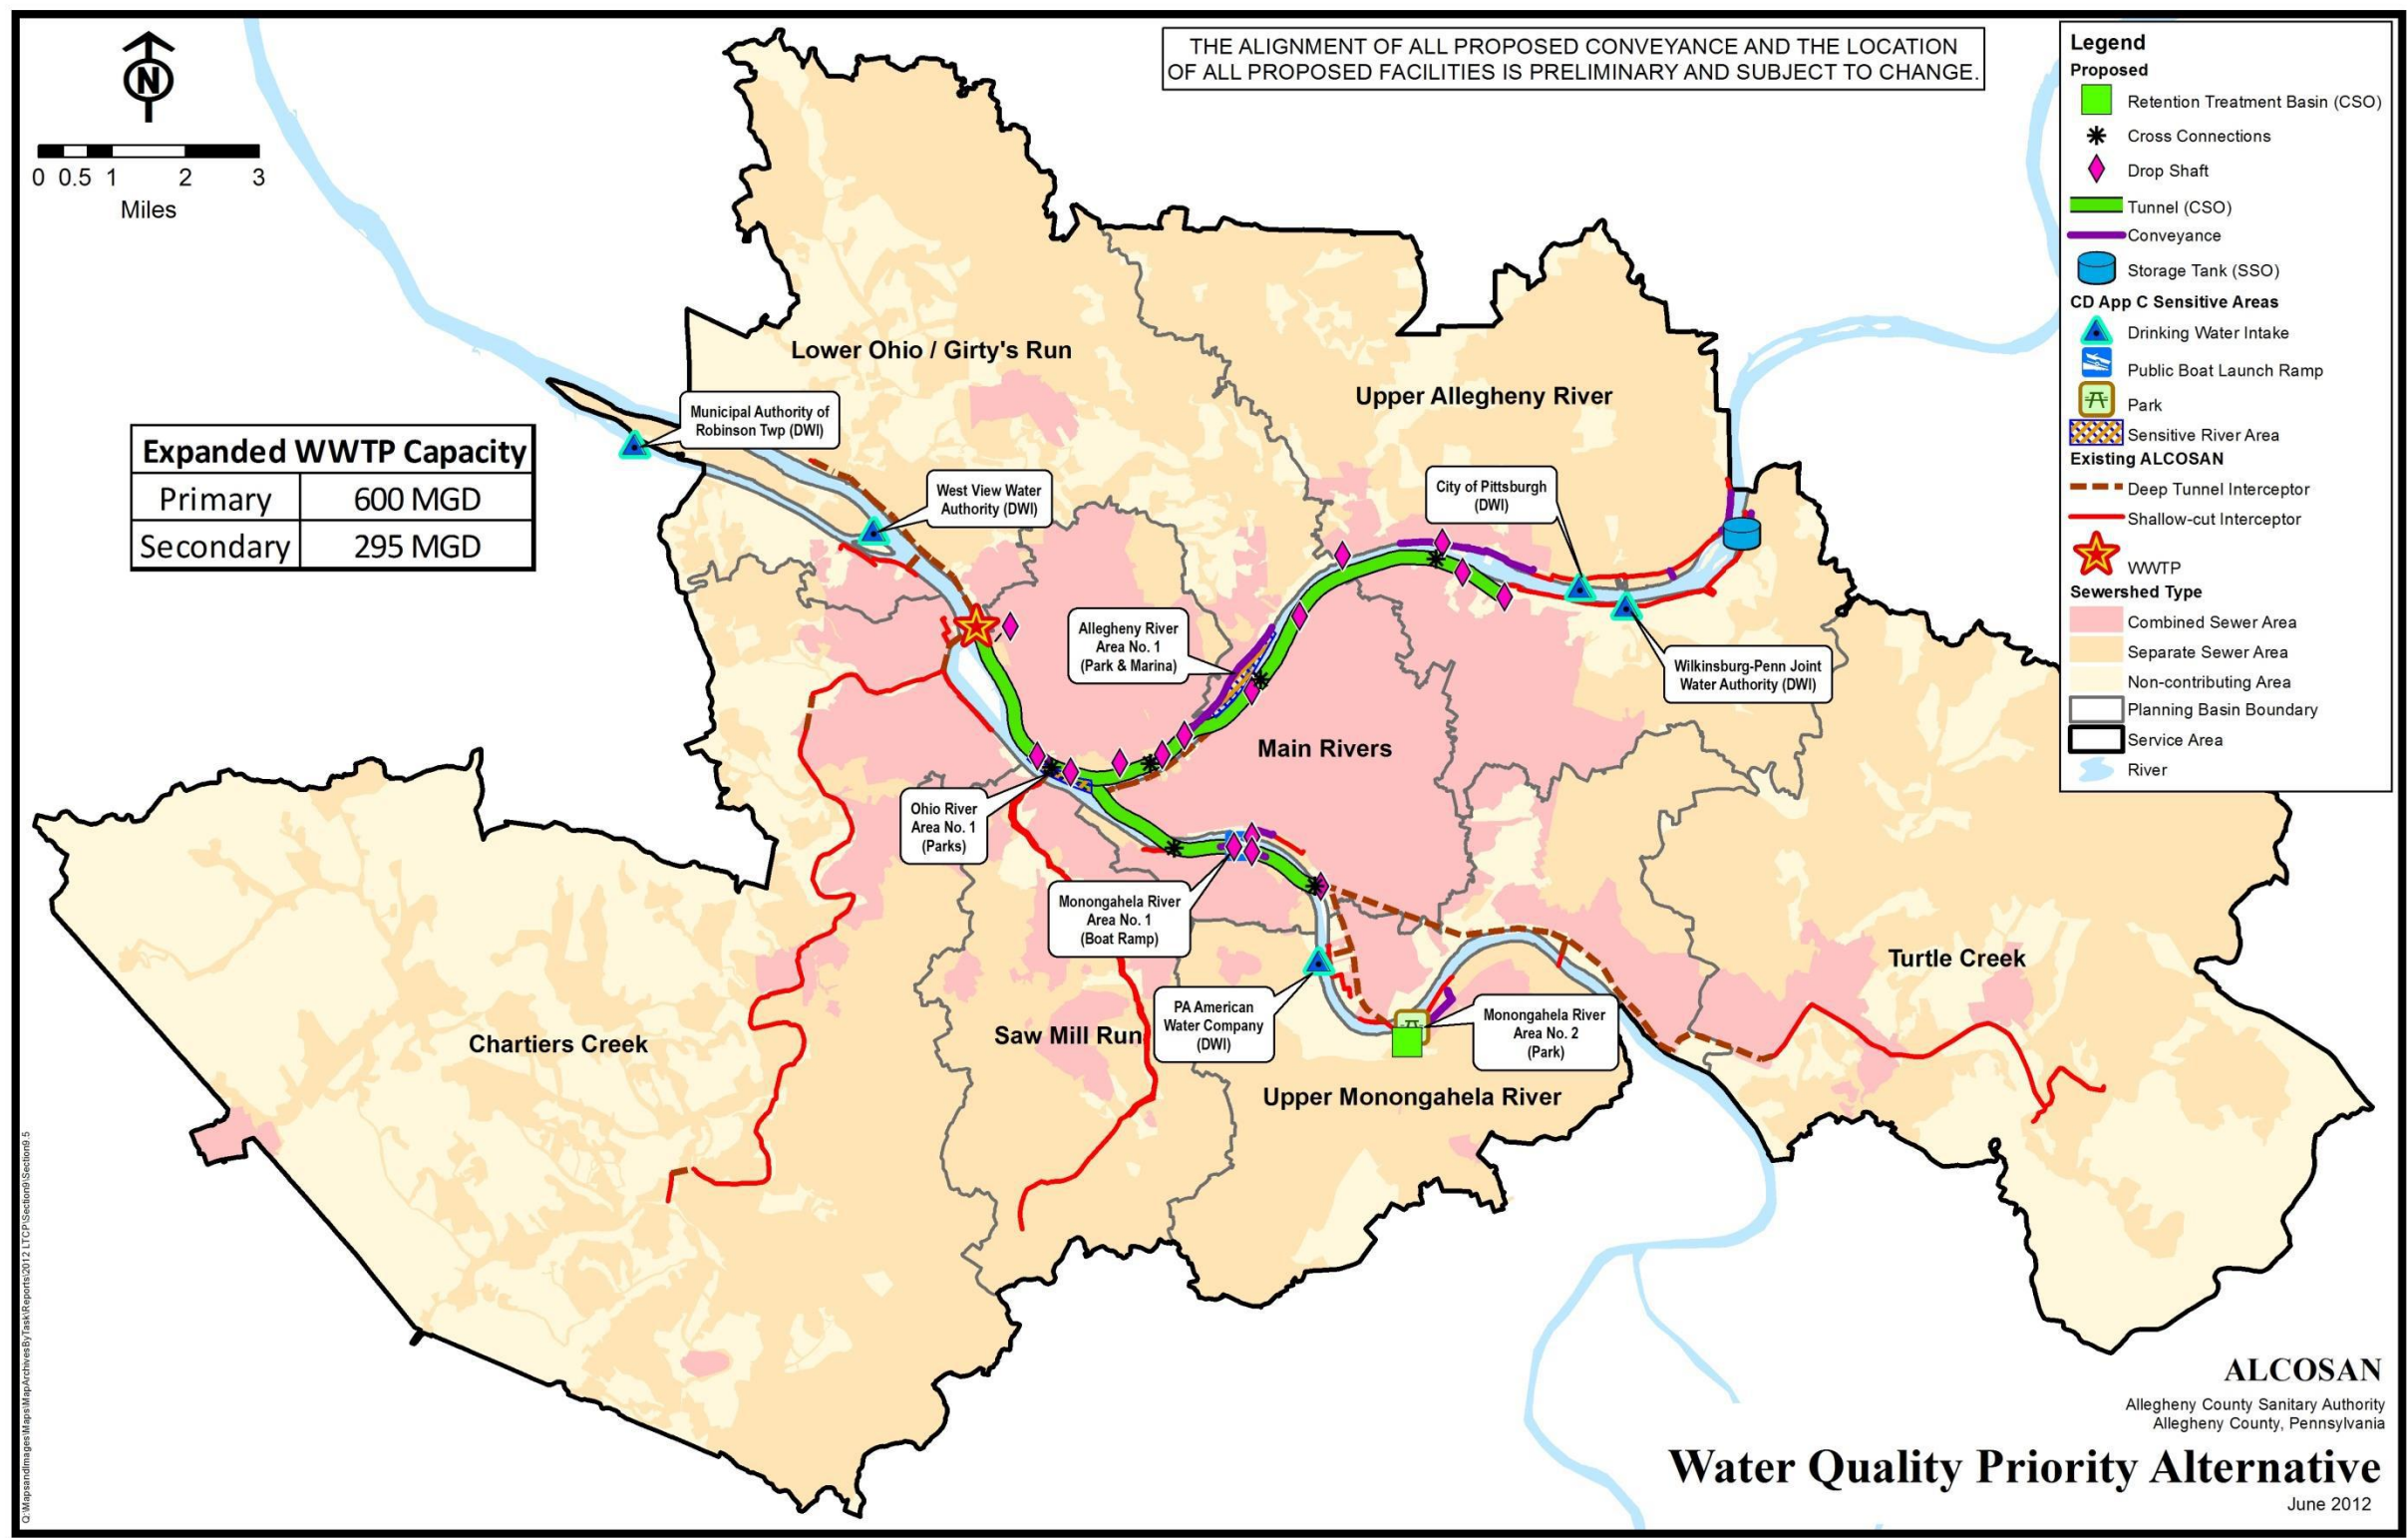 THE ALIGNMENT OF ALL PROPOSED CONVEYANCE AND THE LOCATION
OF ALL PROPOSED FACILITIES IS PRELIMINARY AND SUBJECT TO CHANGE.
N
0 0.5 1 2 3
Miles
Expanded WWTP Capacity
Primary 600 MGD
Secondary 295 MGD
Lower Ohio / Girty's Run
Upper Allegheny River
Municipal Authority of
Robinson Twp (DWI)
West View Water
Authority (DWI)
City of Pittsburgh
(DWI)
Allegheny River
Area No. 1
(Park & Marina)
Wilkinsburg-Penn Joint
Water Authority (DWI)
Main Rivers
Ohio River
Area No. 1
(Parks)
Monongahela River
Area No. 1
(Boat Ramp)
Turtle Creek
Chartiers Creek
Saw Mill Run
PA American
Water Company
(DWI)
Monongahela River
Area No. 2
(Park)
Upper Monongahela River
Legend
Proposed
Retention Treatment Basin (CSO)
Cross Connections
Drop Shaft
Tunnel (CSO)
Conveyance
Storage Tank (SSO)
CD App C Sensitive Areas
Drinking Water Intake
Public Boat Launch Ramp
Park
Sensitive River Area
Existing ALCOSAN
Deep Tunnel Interceptor
Shallow-cut Interceptor
WWTP
Sewershed Type
Combined Sewer Area
Separate Sewer Area
Non-contributing Area
Planning Basin Boundary
Service Area
River
ALCOSAN
Allegheny County Sanitary Authority
Allegheny County, Pennsylvania
Water Quality Priority Alternative
June 2012
Q:\MapsandImages\Maps\MapArchivesByTask\Reports\2012 LTCP\Section9\Section9.5